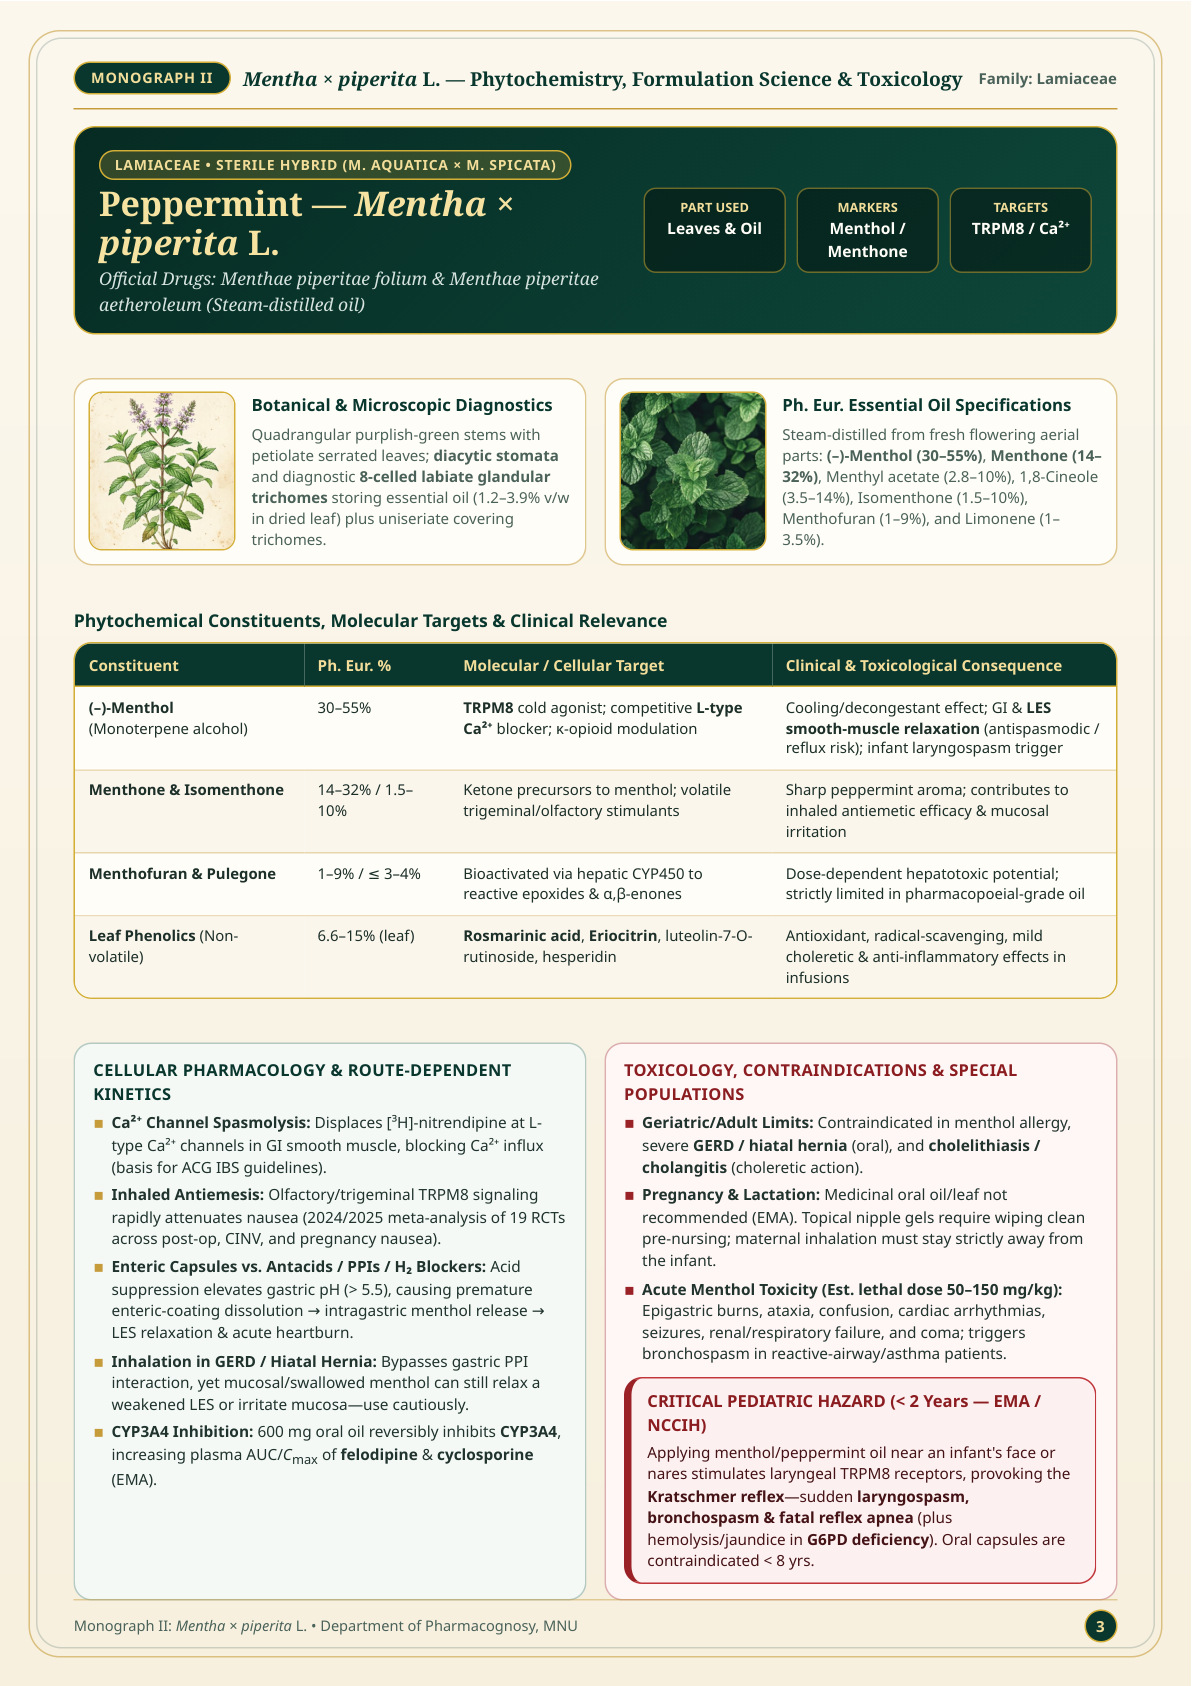 MONOGRAPH II
Mentha × piperita L. — Phytochemistry, Formulation Science & Toxicology
Family: Lamiaceae
LAMIACEAE • STERILE HYBRID (M. AQUATICA × M. SPICATA)
Peppermint — Mentha ×
piperita L.
Official Drugs: Menthae piperitae folium & Menthae piperitae
aetheroleum (Steam-distilled oil)
PART USED
Leaves & Oil
MARKERS
Menthol /
Menthone
TARGETS
TRPM8 / Ca²⁺
Botanical & Microscopic Diagnostics
Quadrangular purplish-green stems with
petiolate serrated leaves; diacytic stomata
and diagnostic 8-celled labiate glandular
trichomes storing essential oil (1.2–3.9% v/w
in dried leaf) plus uniseriate covering
trichomes.
Ph. Eur. Essential Oil Specifications
Steam-distilled from fresh flowering aerial
parts: (–)-Menthol (30–55%), Menthone (14–
32%), Menthyl acetate (2.8–10%), 1,8-Cineole
(3.5–14%), Isomenthone (1.5–10%),
Menthofuran (1–9%), and Limonene (1–
3.5%).
Phytochemical Constituents, Molecular Targets & Clinical Relevance
Constituent
Ph. Eur. %
Molecular / Cellular Target
Clinical & Toxicological Consequence
(–)-Menthol
(Monoterpene alcohol)
30–55%
TRPM8 cold agonist; competitive L-type
Ca²⁺ blocker; κ-opioid modulation
Cooling/decongestant effect; GI & LES
smooth-muscle relaxation (antispasmodic /
reflux risk); infant laryngospasm trigger
Menthone & Isomenthone
14–32% / 1.5–
10%
Ketone precursors to menthol; volatile
trigeminal/olfactory stimulants
Sharp peppermint aroma; contributes to
inhaled antiemetic efficacy & mucosal
irritation
Menthofuran & Pulegone
1–9% / ≤ 3–4%
Bioactivated via hepatic CYP450 to
reactive epoxides & α,β-enones
Dose-dependent hepatotoxic potential;
strictly limited in pharmacopoeial-grade oil
Leaf Phenolics (Non-
volatile)
6.6–15% (leaf)
Rosmarinic acid, Eriocitrin, luteolin-7-O-
rutinoside, hesperidin
Antioxidant, radical-scavenging, mild
choleretic & anti-inflammatory effects in
infusions
CELLULAR PHARMACOLOGY & ROUTE-DEPENDENT
KINETICS
■ Ca²⁺ Channel Spasmolysis: Displaces [³H]-nitrendipine at L-
type Ca²⁺ channels in GI smooth muscle, blocking Ca²⁺ influx
(basis for ACG IBS guidelines).
■ Inhaled Antiemesis: Olfactory/trigeminal TRPM8 signaling
rapidly attenuates nausea (2024/2025 meta-analysis of 19 RCTs
across post-op, CINV, and pregnancy nausea).
■ Enteric Capsules vs. Antacids / PPIs / H₂ Blockers: Acid
suppression elevates gastric pH (> 5.5), causing premature
enteric-coating dissolution → intragastric menthol release →
LES relaxation & acute heartburn.
■ Inhalation in GERD / Hiatal Hernia: Bypasses gastric PPI
interaction, yet mucosal/swallowed menthol can still relax a
weakened LES or irritate mucosa—use cautiously.
■ CYP3A4 Inhibition: 600 mg oral oil reversibly inhibits CYP3A4,
increasing plasma AUC/Cmax of felodipine & cyclosporine
(EMA).
TOXICOLOGY, CONTRAINDICATIONS & SPECIAL
POPULATIONS
■ Geriatric/Adult Limits: Contraindicated in menthol allergy,
severe GERD / hiatal hernia (oral), and cholelithiasis /
cholangitis (choleretic action).
■ Pregnancy & Lactation: Medicinal oral oil/leaf not
recommended (EMA). Topical nipple gels require wiping clean
pre-nursing; maternal inhalation must stay strictly away from
the infant.
■ Acute Menthol Toxicity (Est. lethal dose 50–150 mg/kg):
Epigastric burns, ataxia, confusion, cardiac arrhythmias,
seizures, renal/respiratory failure, and coma; triggers
bronchospasm in reactive-airway/asthma patients.
CRITICAL PEDIATRIC HAZARD (< 2 Years — EMA /
NCCIH)
Applying menthol/peppermint oil near an infant's face or
nares stimulates laryngeal TRPM8 receptors, provoking the
Kratschmer reflex—sudden laryngospasm,
bronchospasm & fatal reflex apnea (plus
hemolysis/jaundice in G6PD deficiency). Oral capsules are
contraindicated < 8 yrs.
Monograph II: Mentha × piperita L. • Department of Pharmacognosy, MNU
3